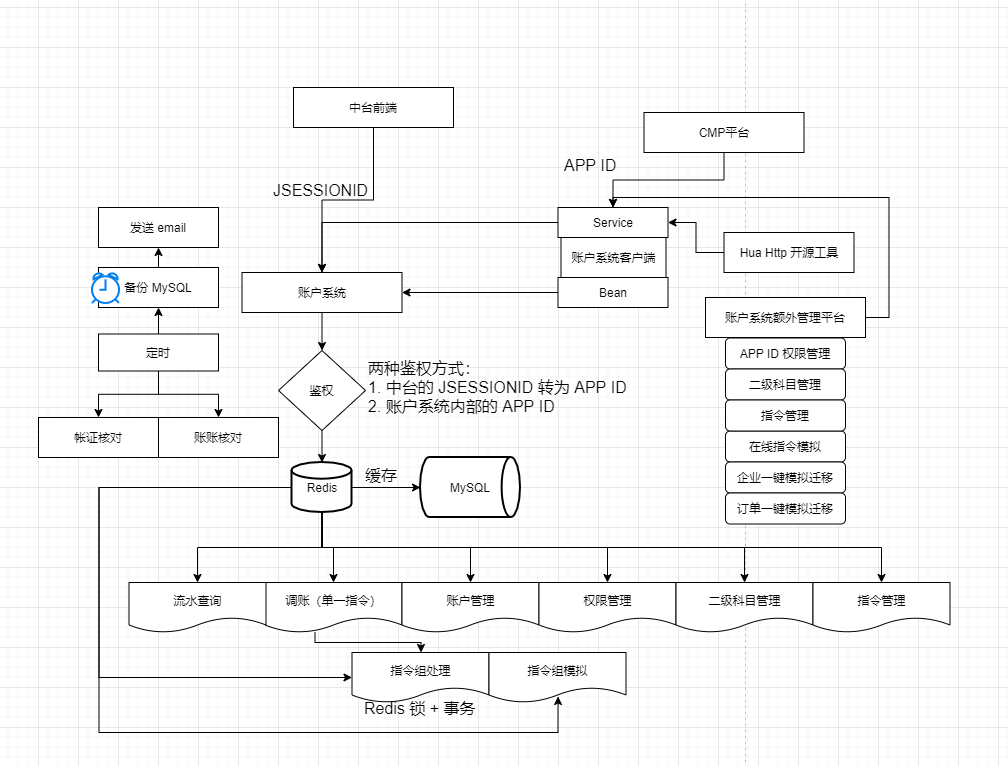 中台前端
CMP平台
APP ID
JSESSIONID
发送 email
Service
账户系统客户端
Bean
Hua Http 开源工具
备份 MySQL
账户系统
账户系统额外管理平台
定时
鉴权
两种鉴权方式：
1. 中台的 JSESSIONID 转为 APP ID
2. 账户系统内部的 APP ID
APP ID 权限管理
二级科目管理
指令管理
在线指令模拟
企业一键模拟迁移
订单一键模拟迁移
帐证核对
账账核对
Redis
缓存
MySQL
流水查询
调账（单一指令）
账户管理
权限管理
二级科目管理
指令管理
指令组处理
指令组模拟
Redis 锁 + 事务